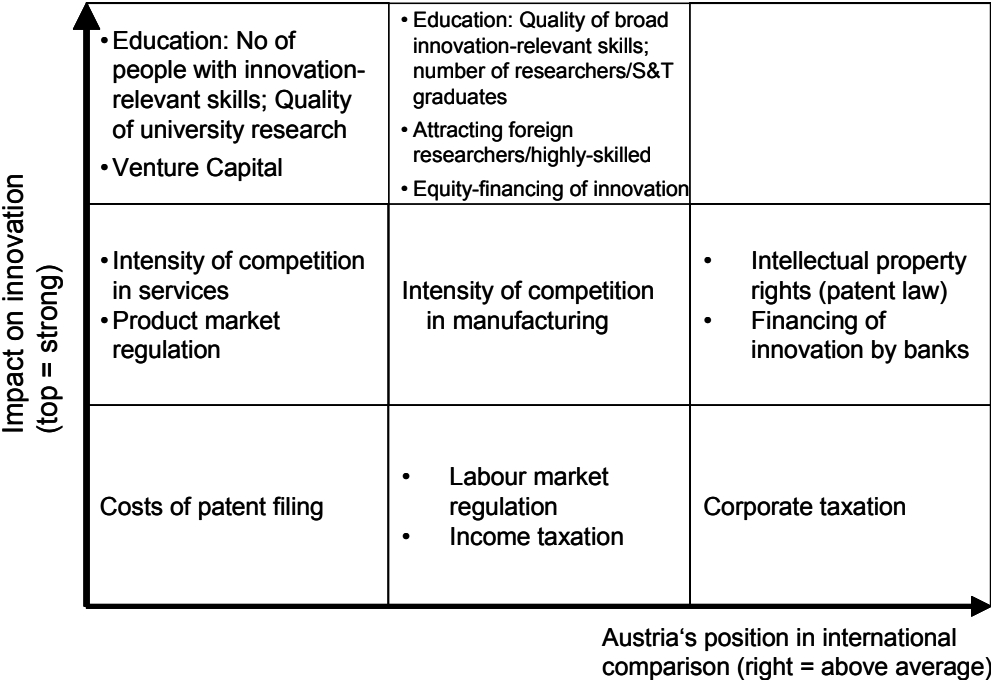 • Education: No of
people with innovation-
relevant skills; Quality
of university research
• Venture Capital
• Education: Quality of broad
innovation-relevant skills;
number of researchers/S&T
graduates
• Attracting foreign
researchers/highly-skilled
• Equity-financing of innovation
Impact on innovation
(top = strong)
• Intensity of competition
in services
• Product market
regulation
Intensity of competition
in manufacturing
• Intellectual property
rights (patent law)
• Financing of
innovation by banks
Costs of patent filing
• Labour market
regulation
• Income taxation
Corporate taxation
Austria‘s position in international
comparison (right = above average)